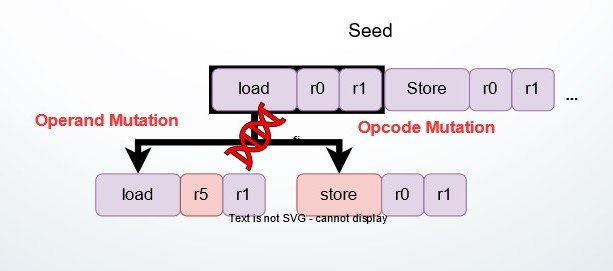 Seed
load r0 r1 Store r0 r1 ...
Operand Mutation
Opcode Mutation
load r5 r1 store r0 r1
Text is not SVG - cannot display